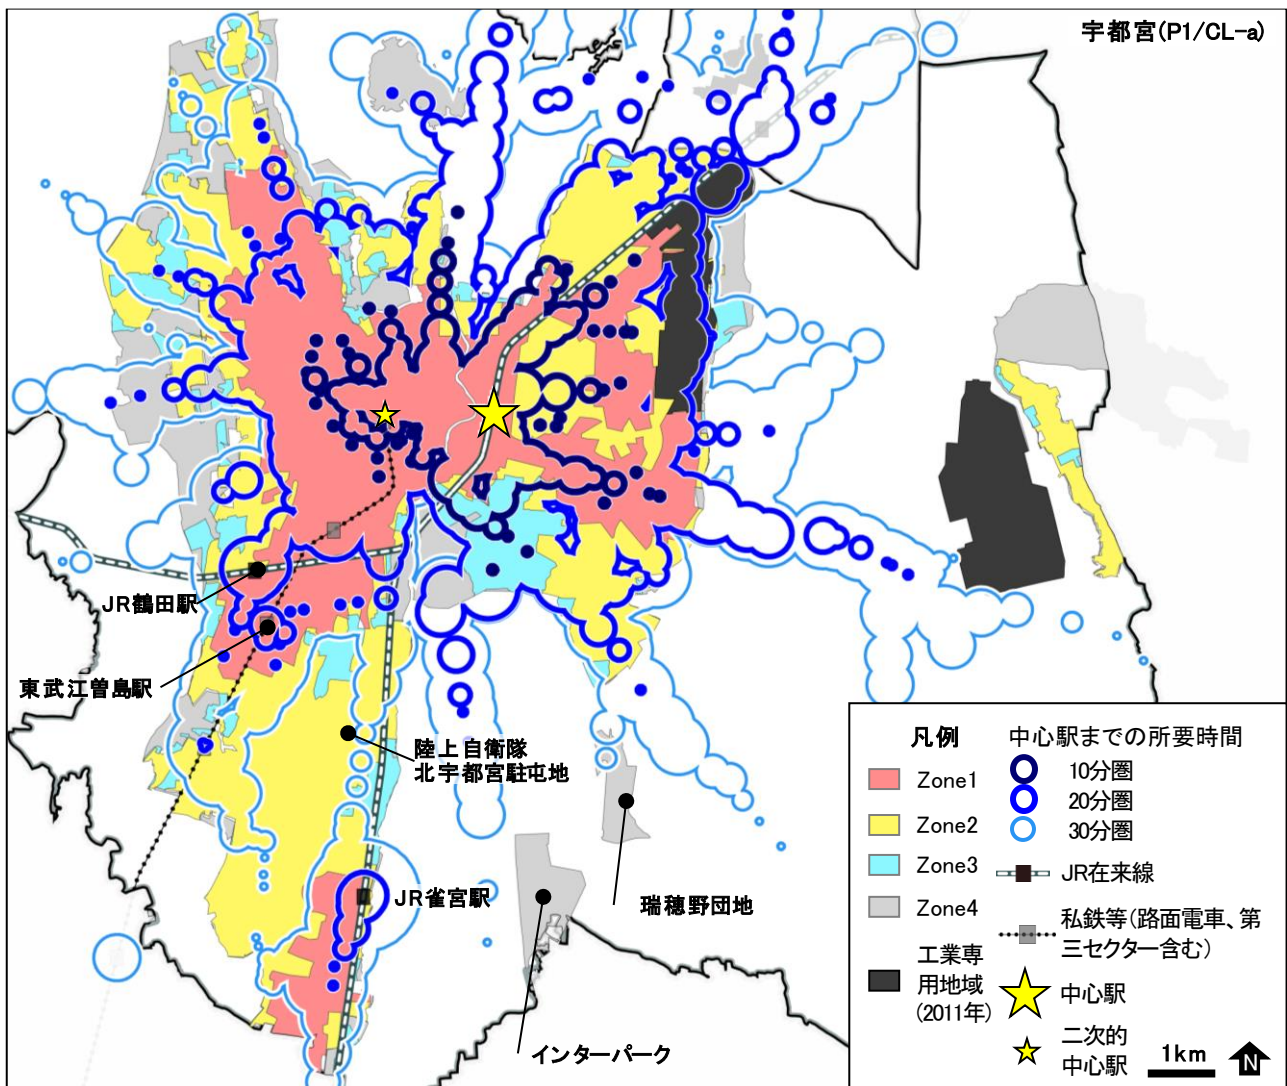 宇都宮(P1/CL-a)
JR鶴田駅
東武江曽島駅
陸上自衛隊
北宇都宮駐屯地
JR雀宮駅
瑞穂野団地
インターパーク
凡例
Zone1
Zone2
Zone3
Zone4
工業専
用地域
(2011年)
中心駅までの所要時間
10分圏
20分圏
30分圏
JR在来線
私鉄等(路面電車、第
三セクター含む)
中心駅
二次的
中心駅
1km
N